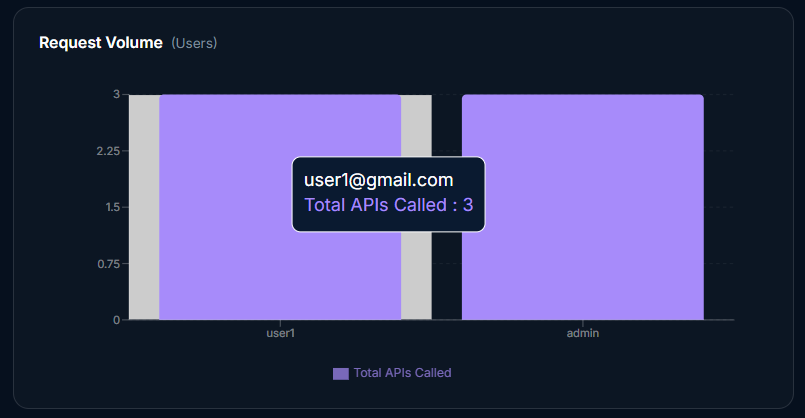 Request Volume (Users)
3
2.25
1.5
0.75
0
user1@gmail.com
Total APIs Called : 3
user1
admin
Total APIs Called